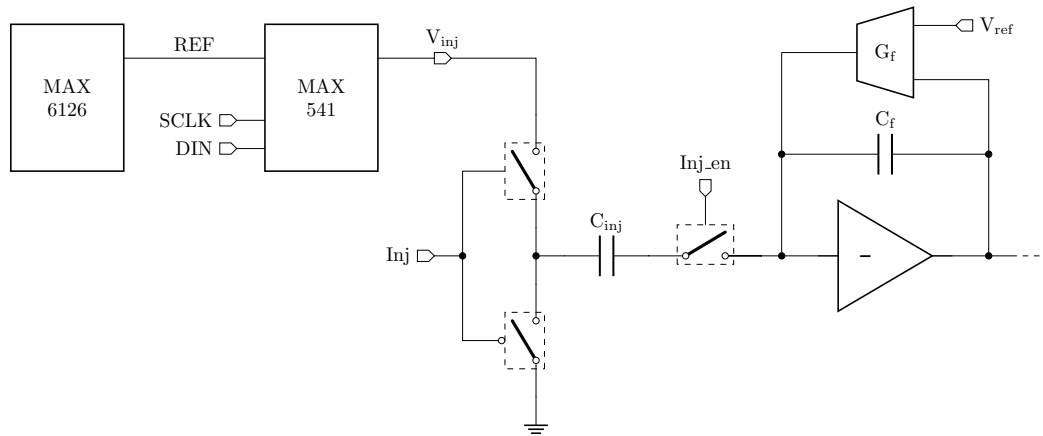 V_ref
G_f
REF
V_inj
MAX
6126
MAX
541
SCLK
DIN
C_f
Inj_en
C_inj
Inj
-